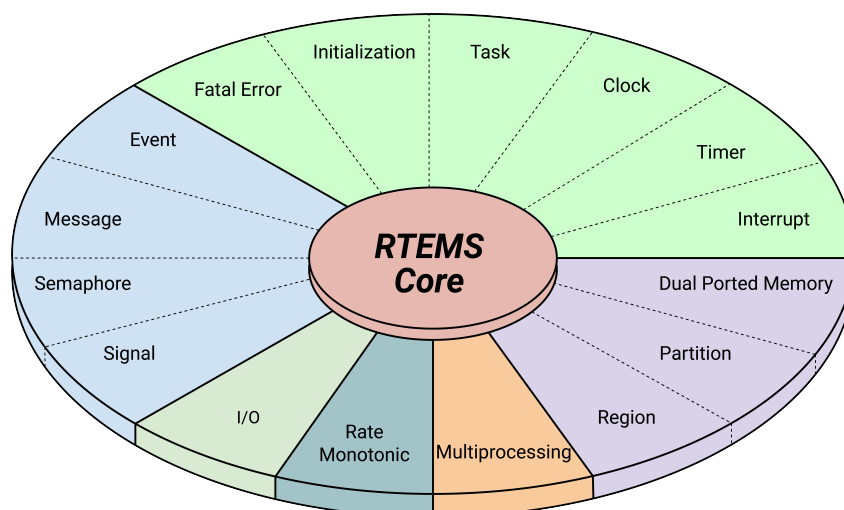 Initialization
Task
Fatal Error
Clock
Event
Timer
Message
Interrupt
RTEMS
Core
Semaphore
Dual Ported Memory
Signal
Partition
I/O
Rate
Monotonic
Multiprocessing
Region